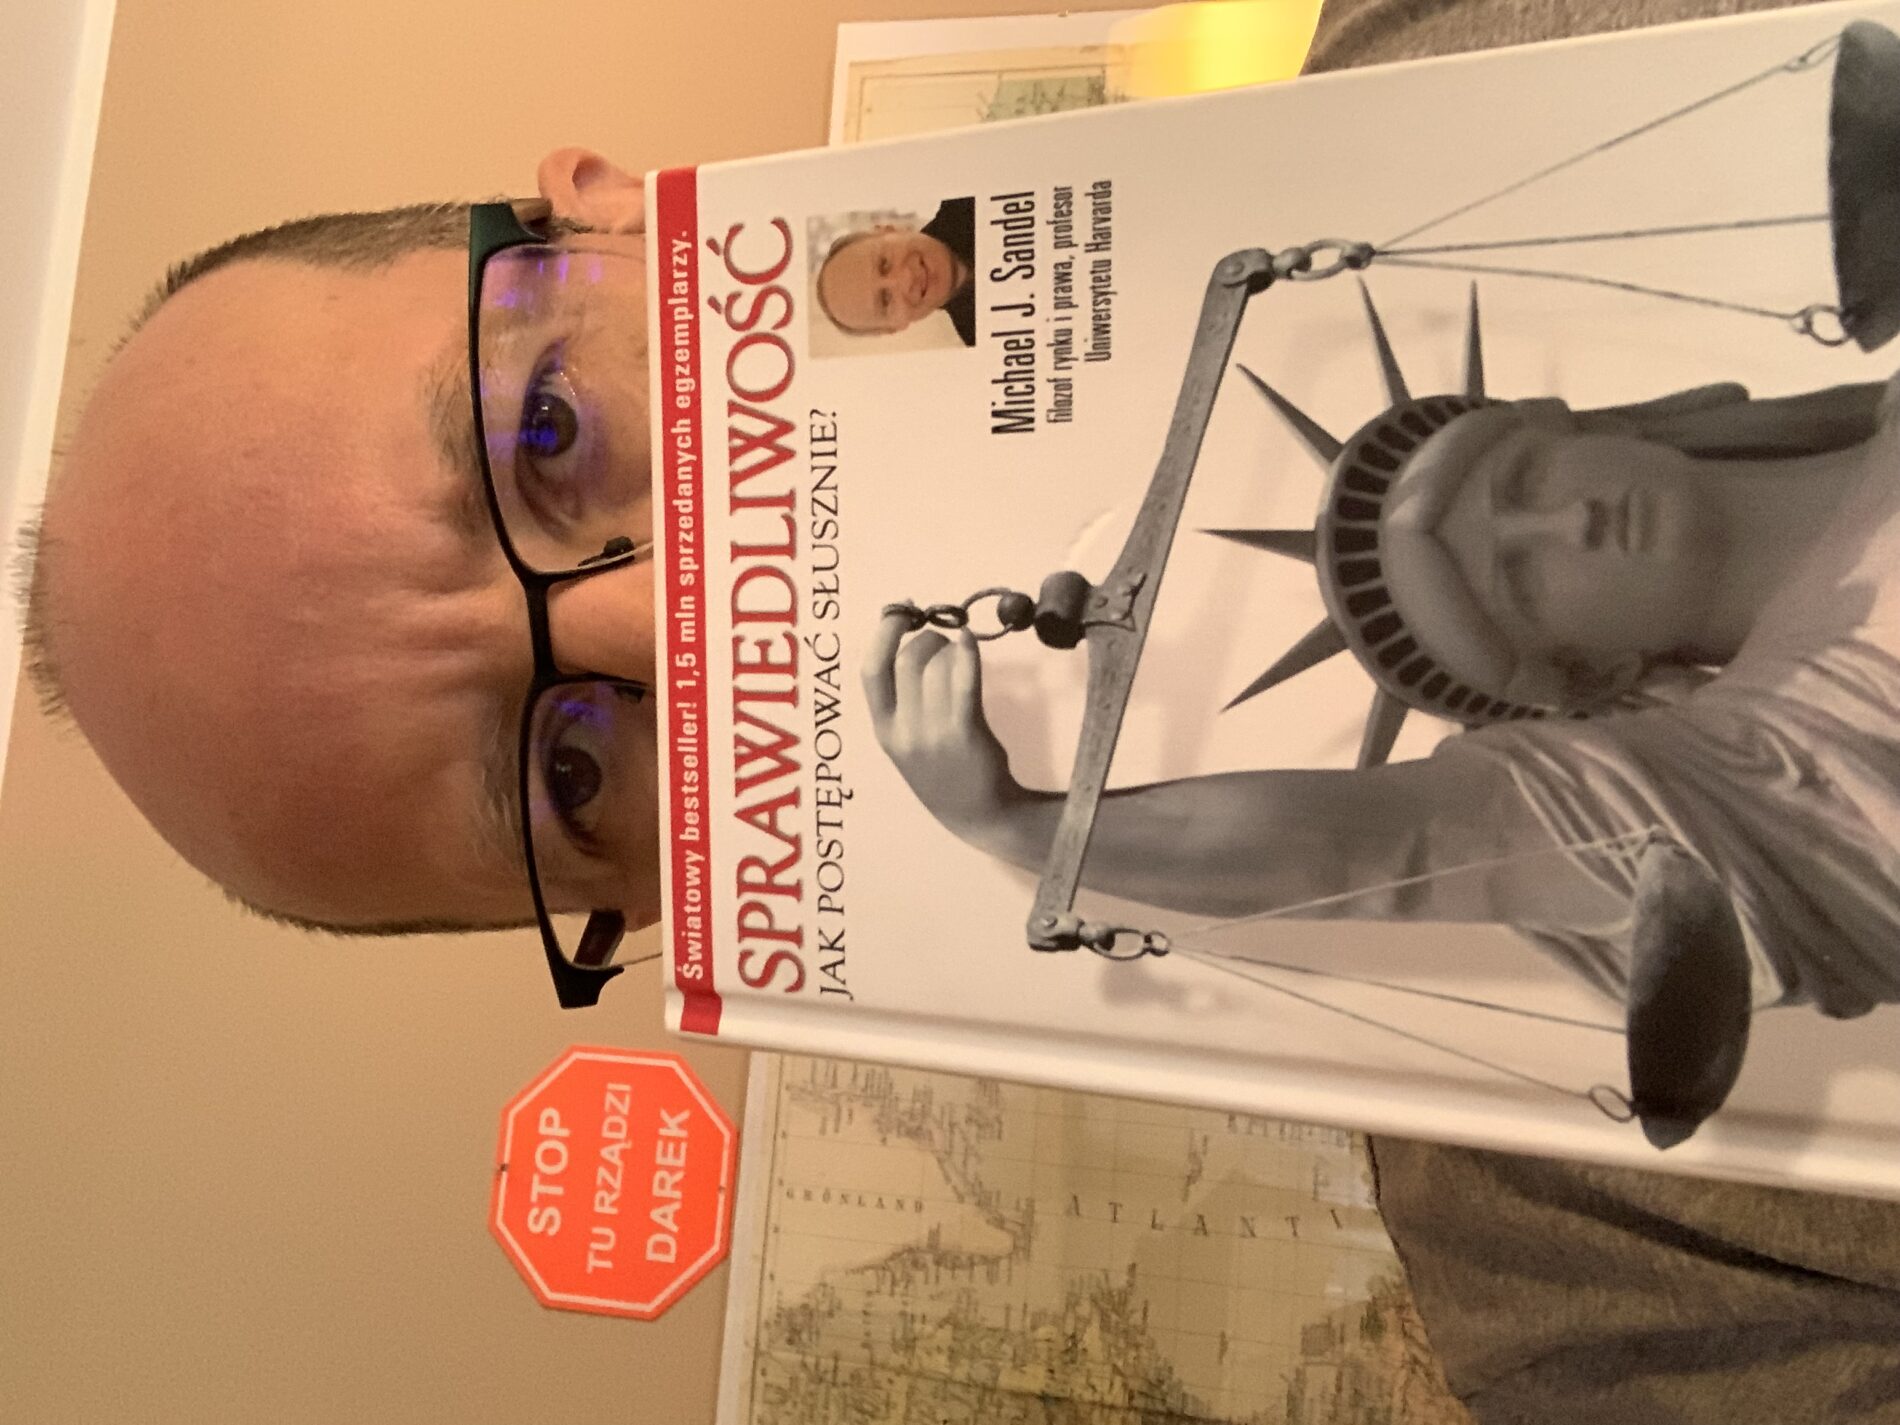 Światowy bestseller! 1,5 mln sprzedanych egzemplarzy.
SPRAWIEDLIWOŚĆ
JAK POSTĘPOWAĆ SŁUSZNIE?
Michael J. Sandel
filozof rynku i prawa, profesor
Uniwersytetu Harvarda
STOP
TU RZĄDZI
DAREK
GRÖNLAND
ATLANTI